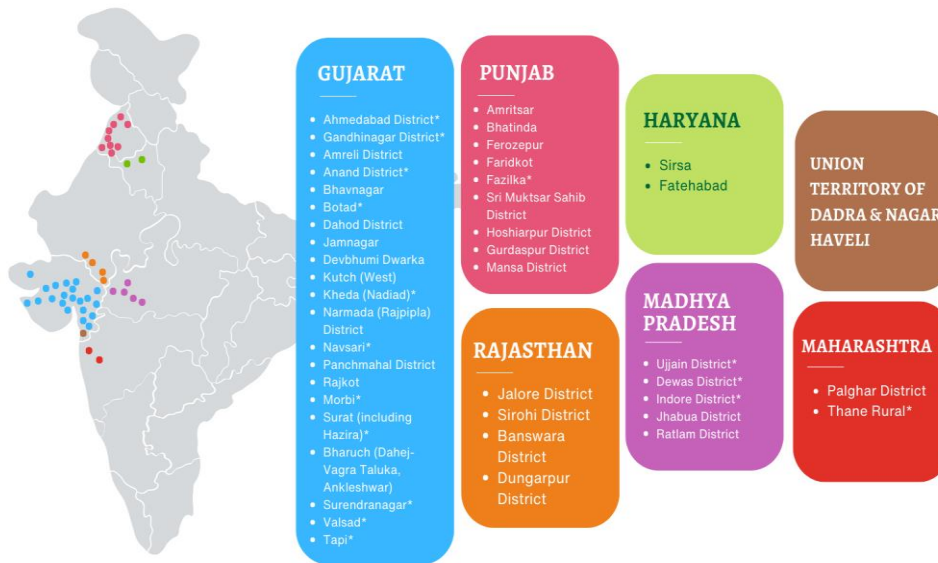 GUJARAT
Ahmedabad District*
Gandhinagar District*
Amreli District
Anand District*
Bhavnagar
Botad*
Dahod District
Jamnagar
Devbhumi Dwarka
Kutch (West)
Kheda (Nadiad)*
Narmada (Rajpipla)
District
Navsari*
Panchmahal District
Rajkot
Morbi*
Surat (including
Hazira)*
Bharuch (Dahej-
Vagra Taluka,
Ankleshwar)
Surendranagar*
Valsad*
Tapi*
PUNJAB
Amritsar
Bhatinda
Ferozepur
Faridkot
Fazilka*
Sri Muktsar Sahib
District
Hoshiarpur District
Gurdaspur District
Mansa District
RAJASTHAN
Jalore District
Sirohi District
Banswara
District
Dungarpur
District
HARYANA
Sirsa
Fatehabad
MADHYA
PRADESH
Ujjain District*
Dewas District*
Indore District*
Jhabua District
Ratlam District
UNION
TERRITORY OF
DADRA & NAGAR
HAVELI
MAHARASHTRA
Palghar District
Thane Rural*